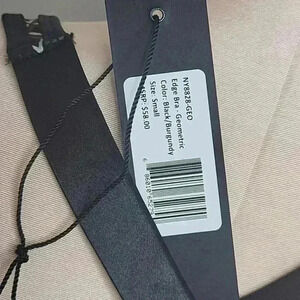 NY8828-GEO
Edge Bra - Geometric
Color: Black/Burgundy
Size: Small
MSRP: $58.00